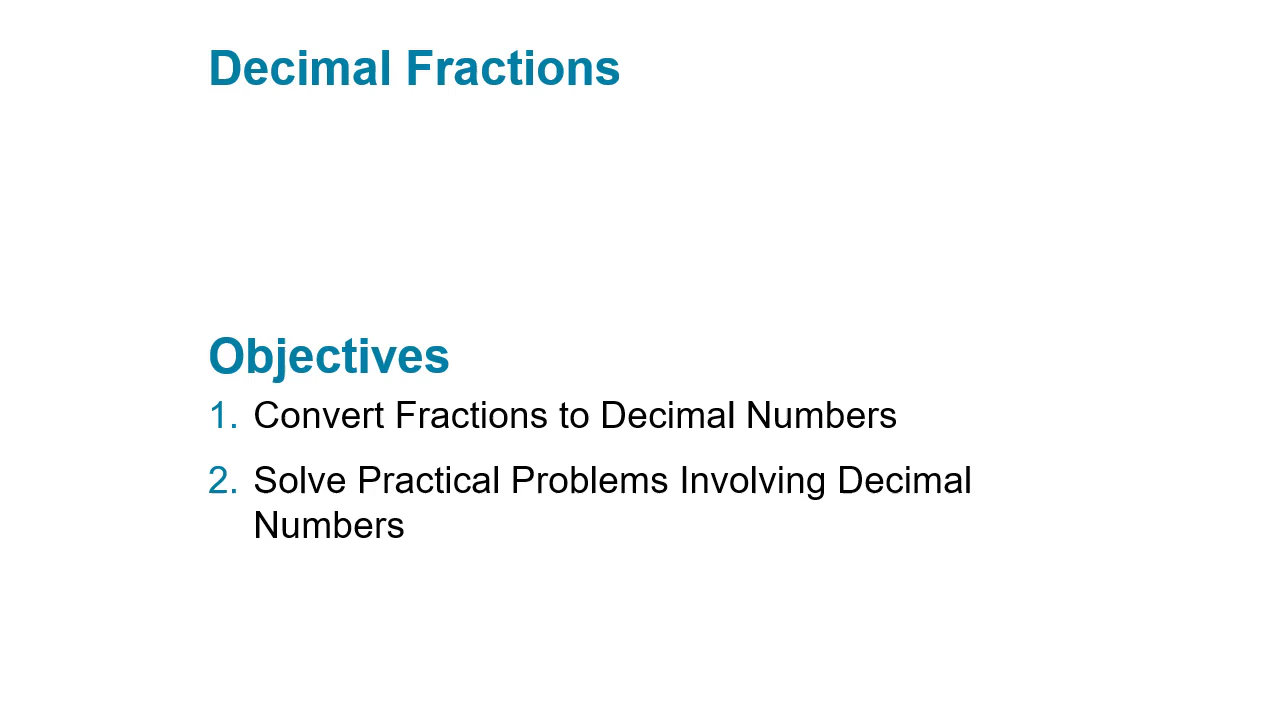 Decimal Fractions
Objectives
1. Convert Fractions to Decimal Numbers
2. Solve Practical Problems Involving Decimal
Numbers